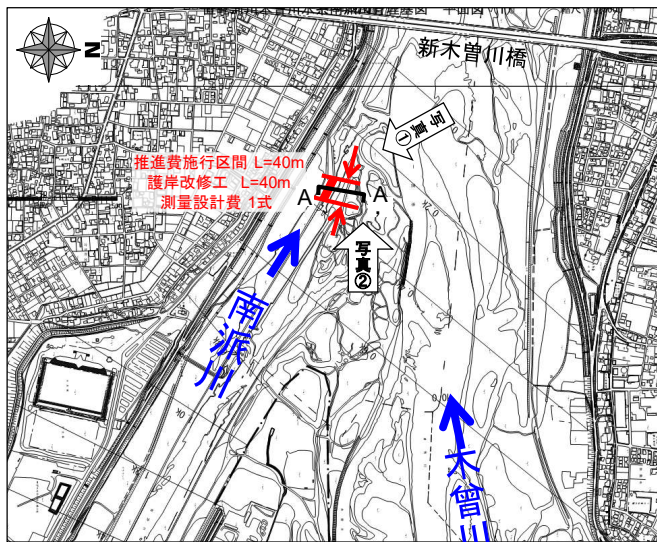 N
新木曽川橋
写真①
推進費施行区間 L=40m
護岸改修工 L=40m
測量設計費 1式
A
A
写真②
南派川
木曽川